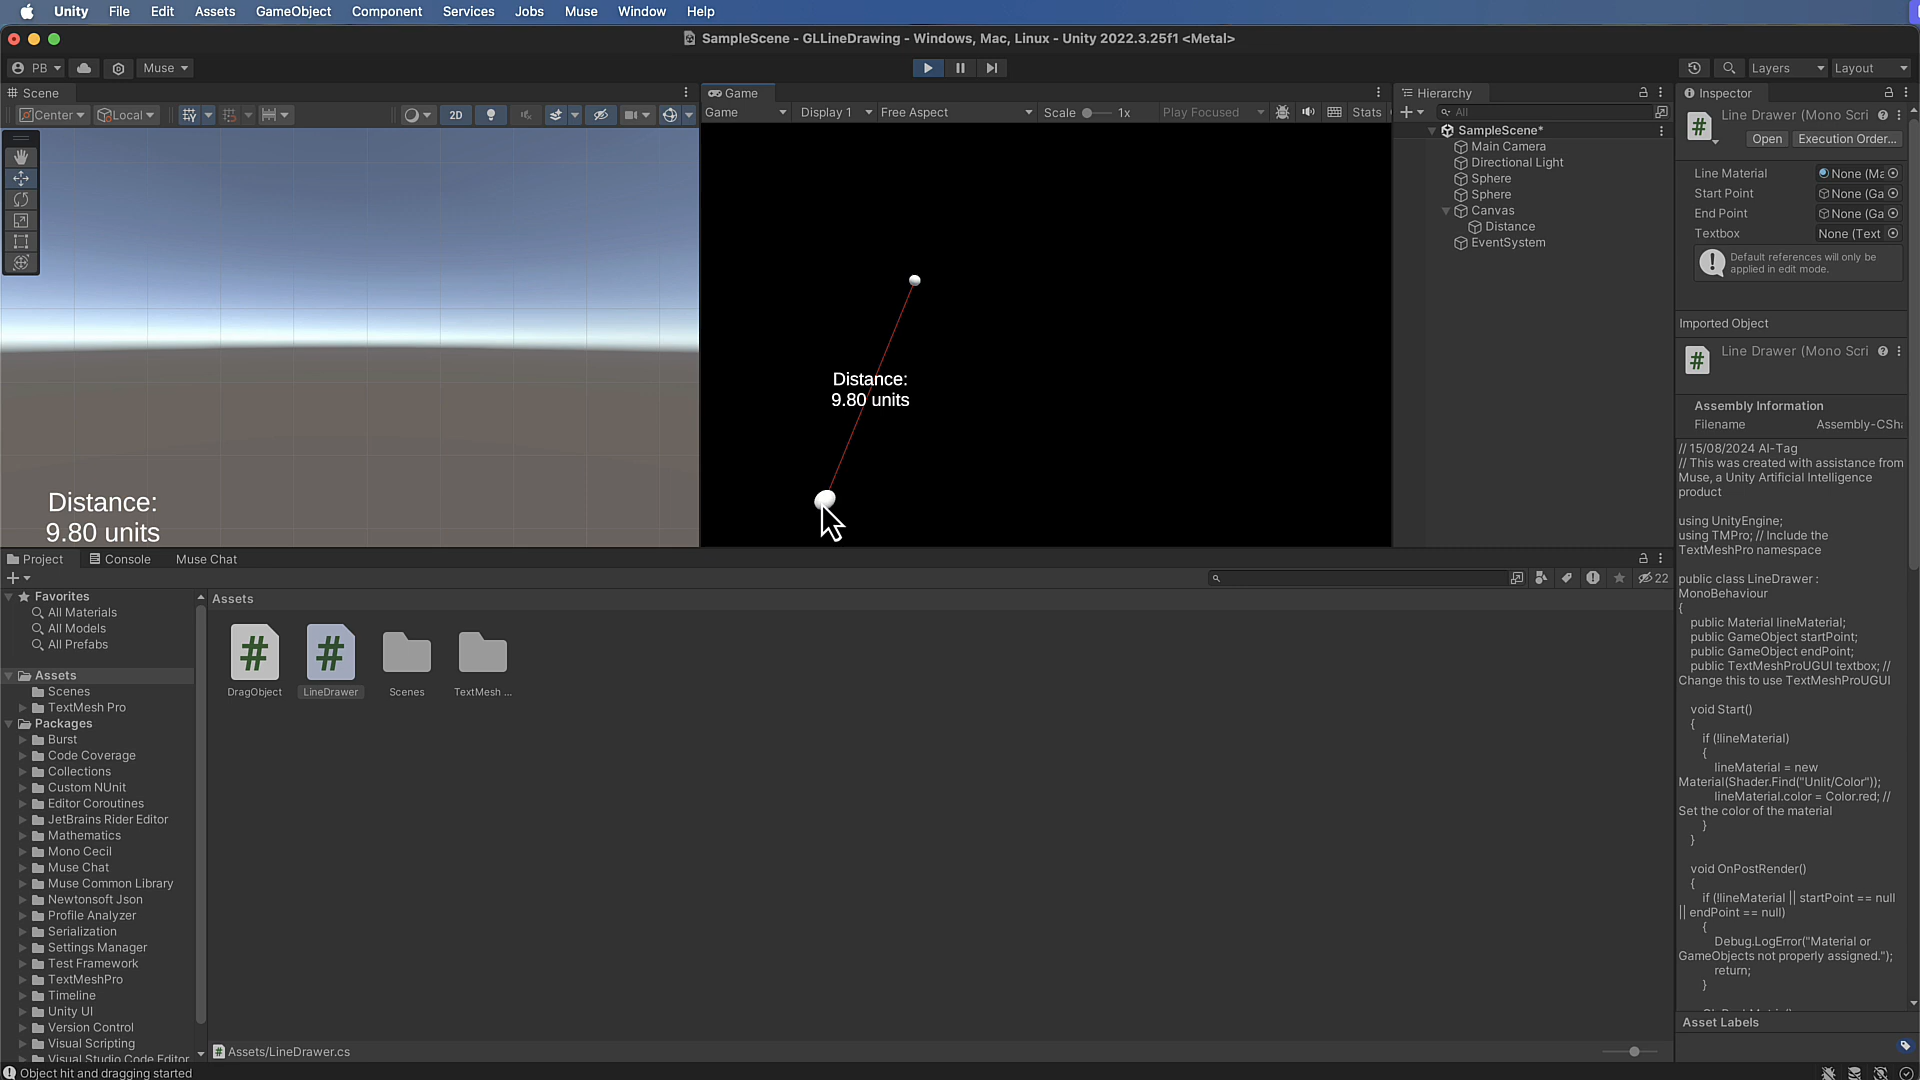 Unity File Edit Assets GameObject Component Services Jobs Muse Window Help
SampleScene - GLLineDrawing - Windows, Mac, Linux - Unity 2022.3.25f1 <Metal>
PB Muse Layers Layout
Scene
Center Local 2D
Distance:
9.80 units
Game
Game Display 1 Free Aspect Scale 1x Play Focused Stats
Distance:
9.80 units
Hierarchy
All
SampleScene*
Main Camera
Directional Light
Sphere
Sphere
Canvas
Distance
EventSystem
Inspector
Line Drawer (Mono Scri
Open Execution Order...
Line Material None (Ma
Start Point None (Ga
End Point None (Ga
Textbox None (Text
Default references will only be
applied in edit mode.
Imported Object
Line Drawer (Mono Scri
Assembly Information
Filename Assembly-CSha
// 15/08/2024 AI-Tag
// This was created with assistance from
Muse, a Unity Artificial Intelligence
product
using UnityEngine;
using TMPro; // Include the
TextMeshPro namespace
public class LineDrawer :
MonoBehaviour
{
public Material lineMaterial;
public GameObject startPoint;
public GameObject endPoint;
public TextMeshProUGUI textbox; //
Change this to use TextMeshProUGUI
void Start()
{
if (!lineMaterial)
{
lineMaterial = new
Material(Shader.Find("Unlit/Color"));
lineMaterial.color = Color.red; //
Set the color of the material
}
}
void OnPostRender()
{
if (!lineMaterial || startPoint == null
|| endPoint == null)
{
Debug.LogError("Material or
GameObjects not properly assigned.");
return;
}
Asset Labels
Project Console Muse Chat
22
Favorites
All Materials
All Models
All Prefabs
Assets
Scenes
TextMesh Pro
Packages
Burst
Code Coverage
Collections
Custom NUnit
Editor Coroutines
JetBrains Rider Editor
Mathematics
Mono Cecil
Muse Chat
Muse Common Library
Newtonsoft Json
Profile Analyzer
Serialization
Settings Manager
Test Framework
TextMeshPro
Timeline
Unity UI
Version Control
Visual Scripting
Visual Studio Code Editor
Assets
DragObject LineDrawer Scenes TextMesh ...
Assets/LineDrawer.cs
Object hit and dragging started